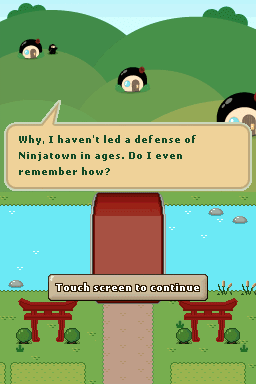 Why, I haven't led a defense of
Ninjatown in ages. Do I even
remember how?
Touch screen to continue